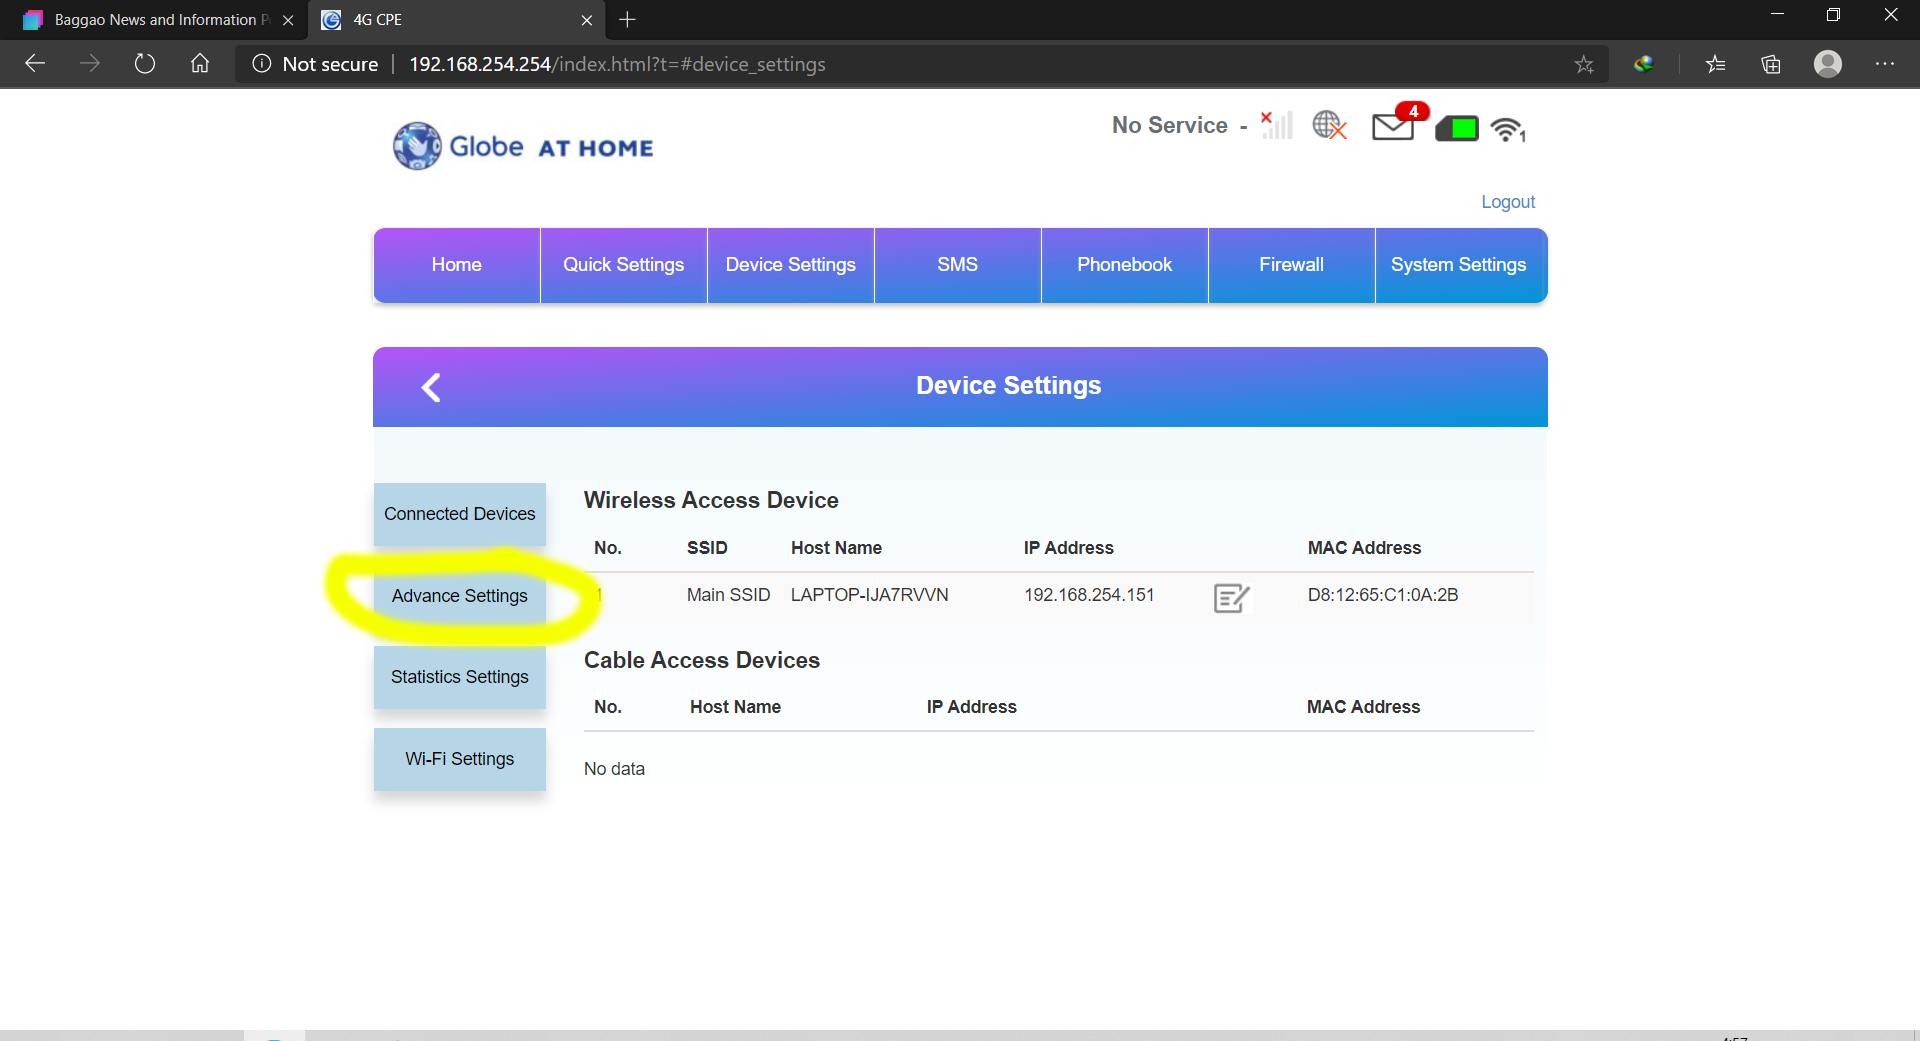 Baggao News and Information P
4G CPE
Not secure | 192.168.254.254/index.html?t=#device_settings
Globe AT HOME
No Service -
4
1
Logout
Home
Quick Settings
Device Settings
SMS
Phonebook
Firewall
System Settings
Device Settings
Connected Devices
Advance Settings
Statistics Settings
Wi-Fi Settings
Wireless Access Device
No. SSID Host Name IP Address MAC Address
1 Main SSID LAPTOP-IJA7RVVN 192.168.254.151 D8:12:65:C1:0A:2B
Cable Access Devices
No. Host Name IP Address MAC Address
No data